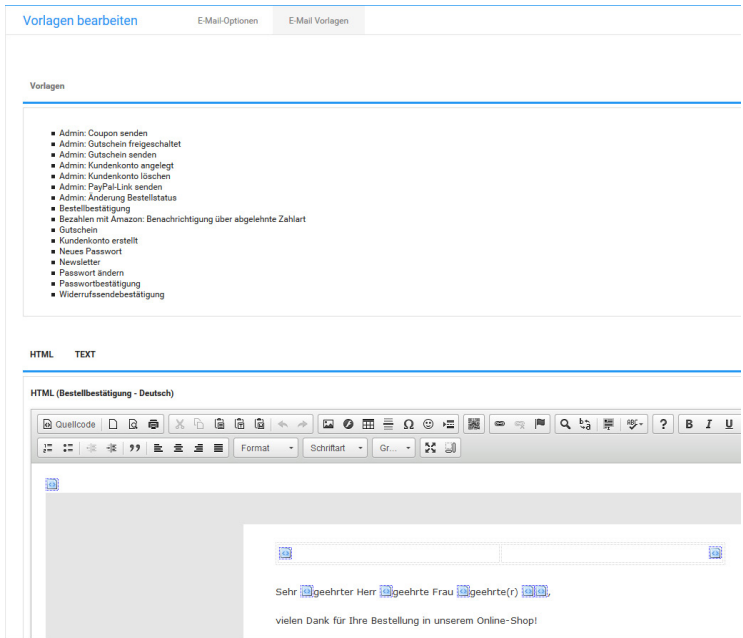 Vorlagen bearbeiten E-Mail-Optionen E-Mail Vorlagen
Vorlagen
Admin: Coupon senden
Admin: Gutschein freigeschaltet
Admin: Gutschein senden
Admin: Kundenkonto angelegt
Admin: Kundenkonto löschen
Admin: PayPal-Link senden
Admin: Änderung Bestellstatus
Bestellbestätigung
Bezahlen mit Amazon: Benachrichtigung über abgelehnte Zahlart
Gutschein
Kundenkonto erstellt
Neues Passwort
Newsletter
Passwort ändern
Passwortbestätigung
Widerrufssendebestätigung
HTML TEXT
HTML (Bestellbestätigung - Deutsch)
Quellcode Ω ABC ? B I U
Format Schriftart Gr...
Sehr geehrter Herr geehrte Frau geehrte(r) ,
vielen Dank für Ihre Bestellung in unserem Online-Shop!